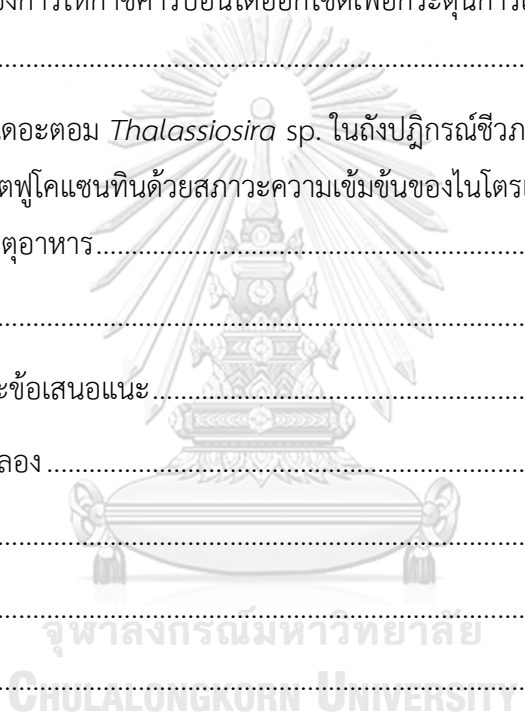 งการให้ก๊าซคาร์บอนไดออกไซด์เพื่อกระตุ้นการ
................................................................
ดอะตอม Thalassiosira sp. ในถังปฏิกรณ์ชีวภ
ตฟูโคแซนทินด้วยสภาวะความเข้มข้นของไนโตร
ตุอาหาร................................................................
................................................................
ะข้อเสนอแนะ................................................................
ลอง................................................................
................................................................
................................................................
จุฬาลงกรณ์มหาวิทยาลัย
................................................................
CHULALONGKORN UNIVERSITY